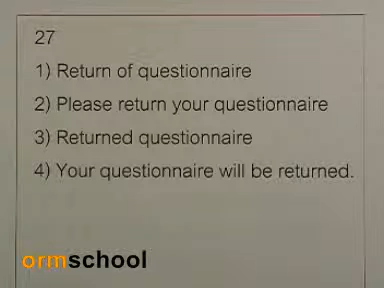 27
1) Return of questionnaire
2) Please return your questionnaire
3) Returned questionnaire
4) Your questionnaire will be returned.
ormschool